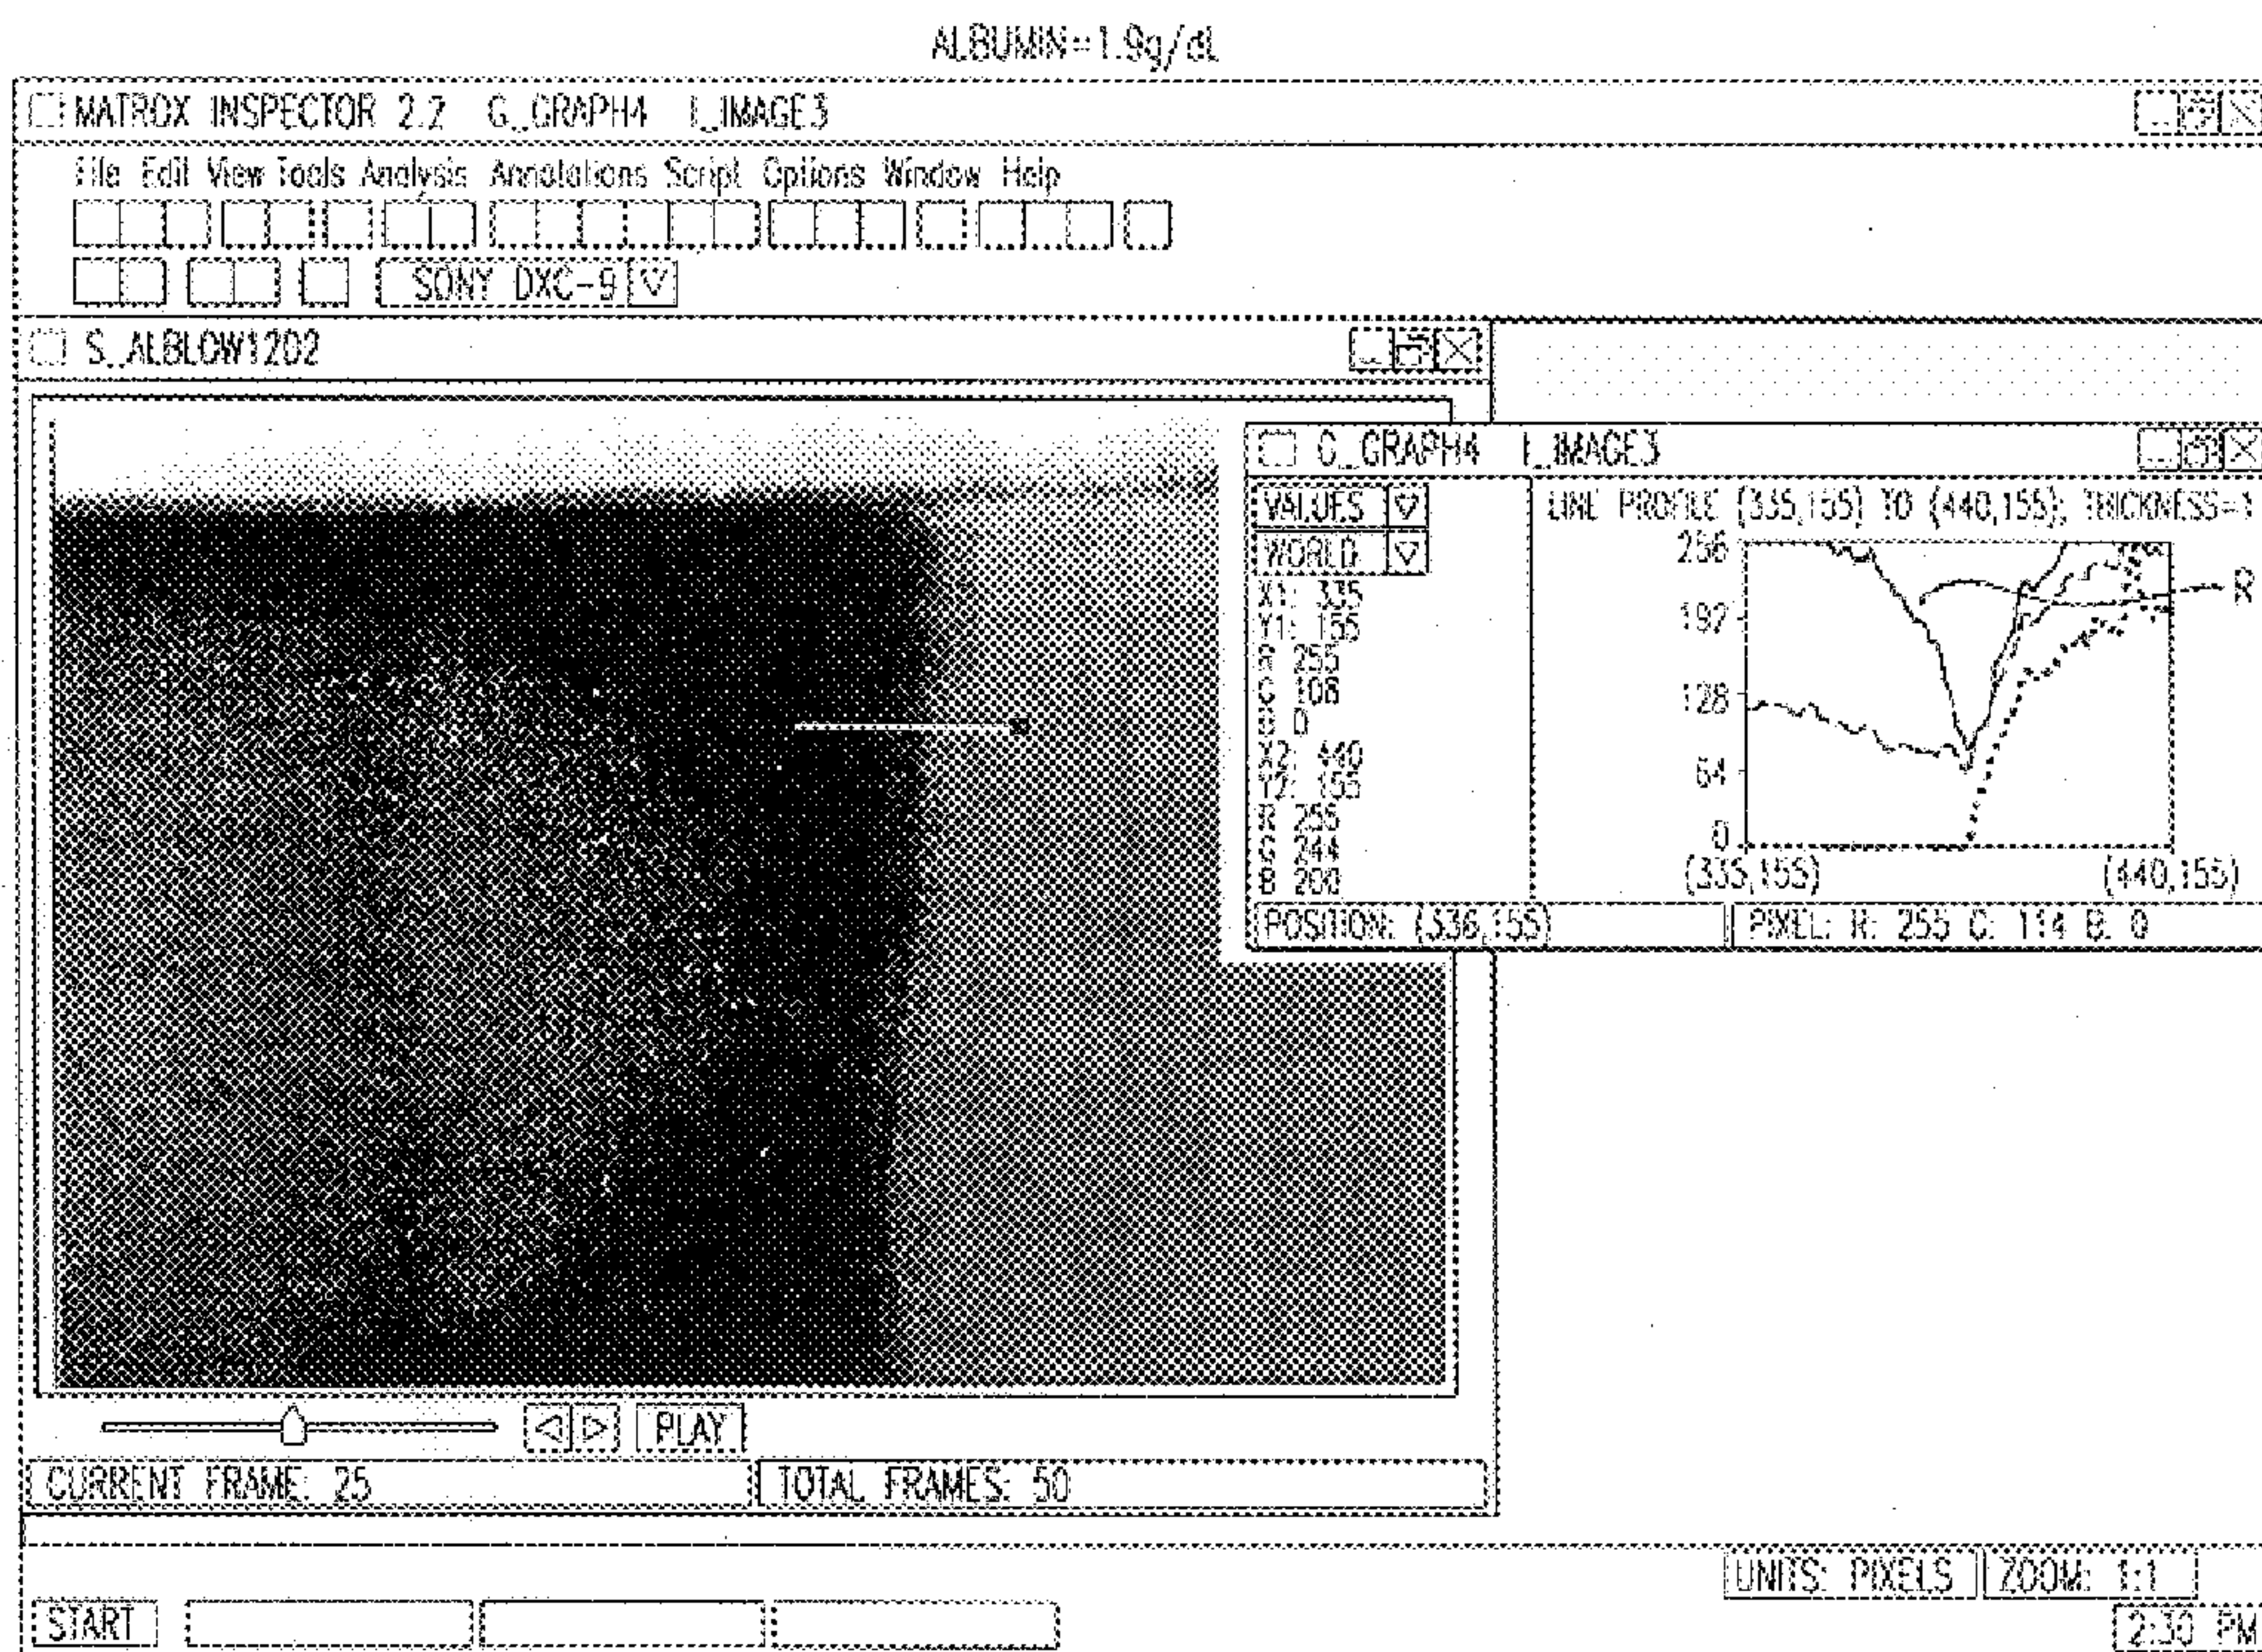 ALBUMIN=1.9g/dL
MATROX INSPECTOR 2.2 G_GRAPH4 I_IMAGE3
File Edit View Tools Analysis Annotations Script Options Window Help
SONY DXC-9
S_ALBLOW1202
G_GRAPH4 I_IMAGE3
VALUES
WORLD
X1: 335
Y1: 155
R 255
G 108
B 0
X2: 440
Y2: 155
R 255
G 244
B 200
LINE PROFILE (335,155) TO (440,155); THICKNESS=1
256
192
128
64
0
R
(335,155) (440,155)
POSITION: (336,155) PIXEL: R: 255 G: 114 B: 0
PLAY
CURRENT FRAME: 25 TOTAL FRAMES: 50
UNITS: PIXELS ZOOM: 1:1
START 2:30 PM